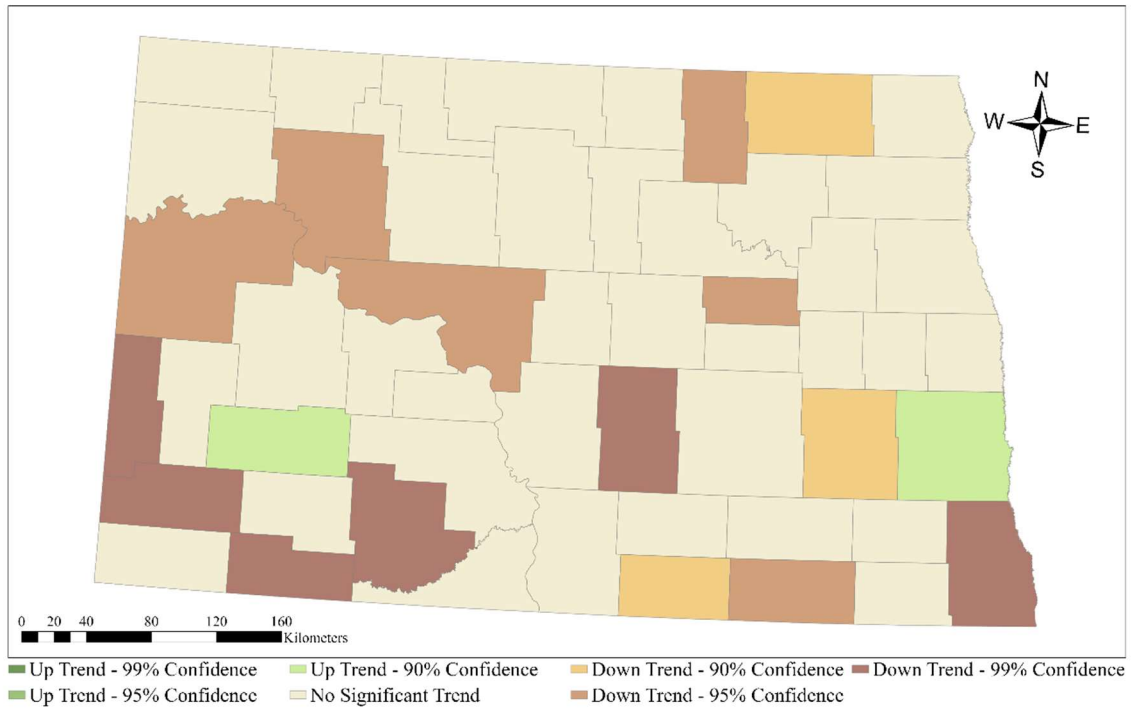 N
W E
S
0 20 40 80 120 160
Kilometers
Up Trend - 99% Confidence Up Trend - 90% Confidence Down Trend - 90% Confidence Down Trend - 99% Confidence
Up Trend - 95% Confidence No Significant Trend Down Trend - 95% Confidence